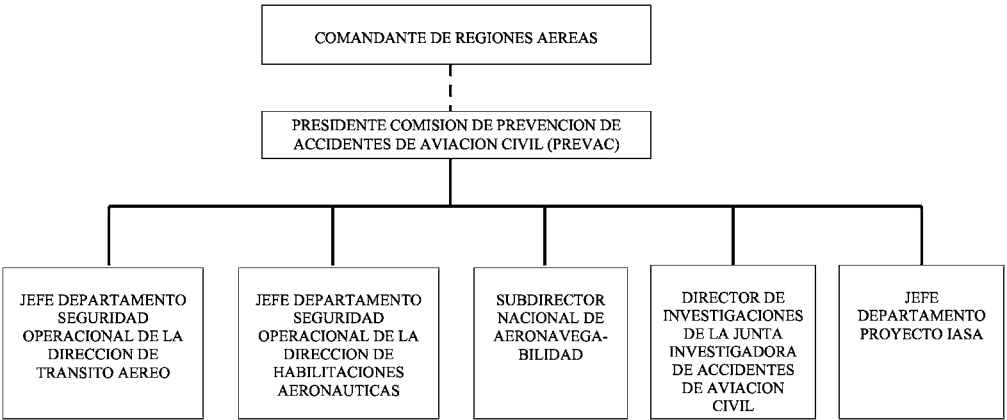 COMANDANTE DE REGIONES AEREAS
PRESIDENTE COMISION DE PREVENCION DE
ACCIDENTES DE AVIACION CIVIL (PREVAC)
JEFE DEPARTAMENTO
SEGURIDAD
OPERACIONAL DE LA
DIRECCION DE
TRANSITO AEREO
JEFE DEPARTAMENTO
SEGURIDAD
OPERACIONAL DE LA
DIRECCION DE
HABILITACIONES
AERONAUTICAS
SUBDIRECTOR
NACIONAL DE
AERONAVEGA-
BILIDAD
DIRECTOR DE
INVESTIGACIONES
DE LA JUNTA
INVESTIGADORA
DE ACCIDENTES
DE AVIACION
CIVIL
JEFE
DEPARTAMENTO
PROYECTO IASA